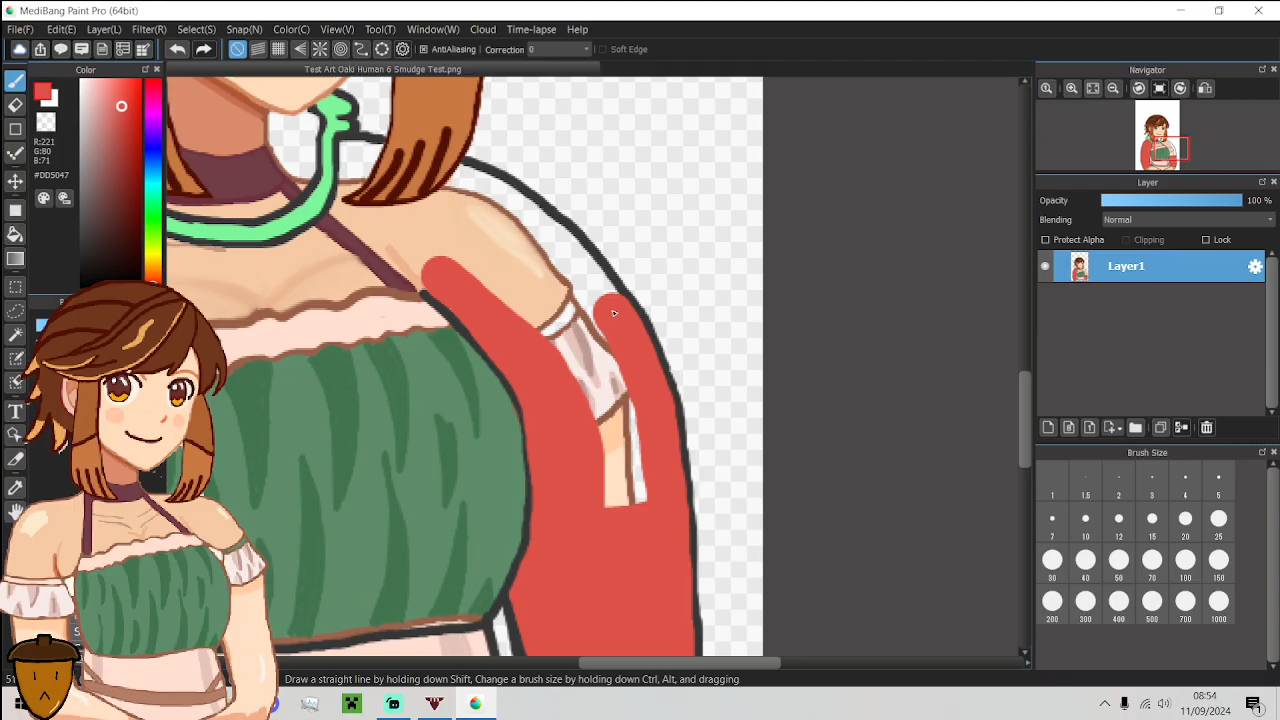 MediBang Paint Pro (64bit)
File(F) Edit(E) Layer(L) Filter(R) Select(S) Snap(N) Color(C) View(V) Tool(T) Window(W) Cloud Time-lapse Help
AntiAliasing Correction 0 Soft Edge
Color
Test Art Oaki Human 6 Smudge Test.png
Navigator
R:221
G:80
B:71
#DD5047
Layer
Opacity 100 %
Blending Normal
Protect Alpha Clipping Lock
Layer1
Brush Size
1 1.5 2 3 4 5
7 10 12 15 20 25
30 40 50 70 100 150
200 300 400 500 700 1000
Draw a straight line by holding down Shift, Change a brush size by holding down Ctrl, Alt, and dragging
08:54
11/09/2024